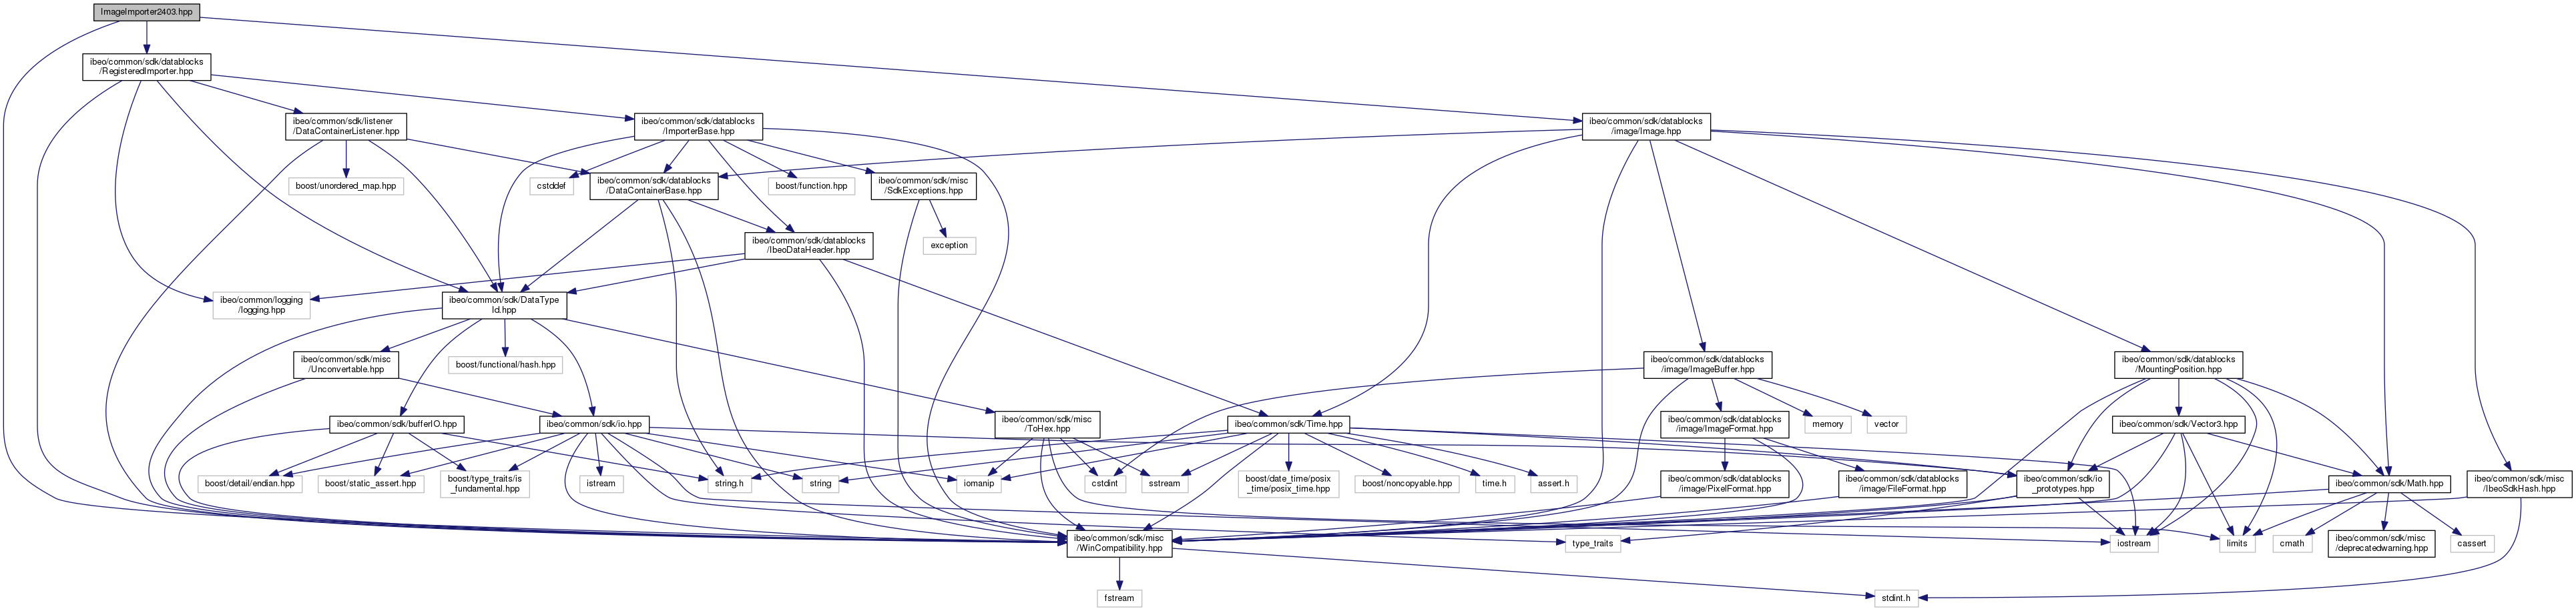 ImageImporter2403.hpp
ibeo/common/sdk/datablocks
/RegisteredImporter.hpp
ibeo/common/sdk/listener
/DataContainerListener.hpp
ibeo/common/sdk/datablocks
/ImporterBase.hpp
ibeo/common/sdk/datablocks
/image/Image.hpp
boost/unordered_map.hpp
cstddef
ibeo/common/sdk/datablocks
/DataContainerBase.hpp
boost/function.hpp
ibeo/common/sdk/misc
/SdkExceptions.hpp
ibeo/common/sdk/datablocks
/IbeoDataHeader.hpp
exception
ibeo/common/logging
/logging.hpp
ibeo/common/sdk/DataType
Id.hpp
ibeo/common/sdk/misc
/Unconvertable.hpp
boost/functional/hash.hpp
ibeo/common/sdk/datablocks
/image/ImageBuffer.hpp
ibeo/common/sdk/datablocks
/MountingPosition.hpp
ibeo/common/sdk/bufferIO.hpp
ibeo/common/sdk/io.hpp
ibeo/common/sdk/misc
/ToHex.hpp
ibeo/common/sdk/Time.hpp
ibeo/common/sdk/datablocks
/image/ImageFormat.hpp
memory
vector
ibeo/common/sdk/Vector3.hpp
boost/detail/endian.hpp
boost/static_assert.hpp
boost/type_traits/is
_fundamental.hpp
istream
string.h
string
iomanip
cstdint
sstream
boost/date_time/posix
_time/posix_time.hpp
boost/noncopyable.hpp
time.h
assert.h
ibeo/common/sdk/datablocks
/image/PixelFormat.hpp
ibeo/common/sdk/datablocks
/image/FileFormat.hpp
ibeo/common/sdk/io
_prototypes.hpp
ibeo/common/sdk/Math.hpp
ibeo/common/sdk/misc
/IbeoSdkHash.hpp
ibeo/common/sdk/misc
/WinCompatibility.hpp
type_traits
iostream
limits
cmath
ibeo/common/sdk/misc
/deprecatedwarning.hpp
cassert
fstream
stdint.h